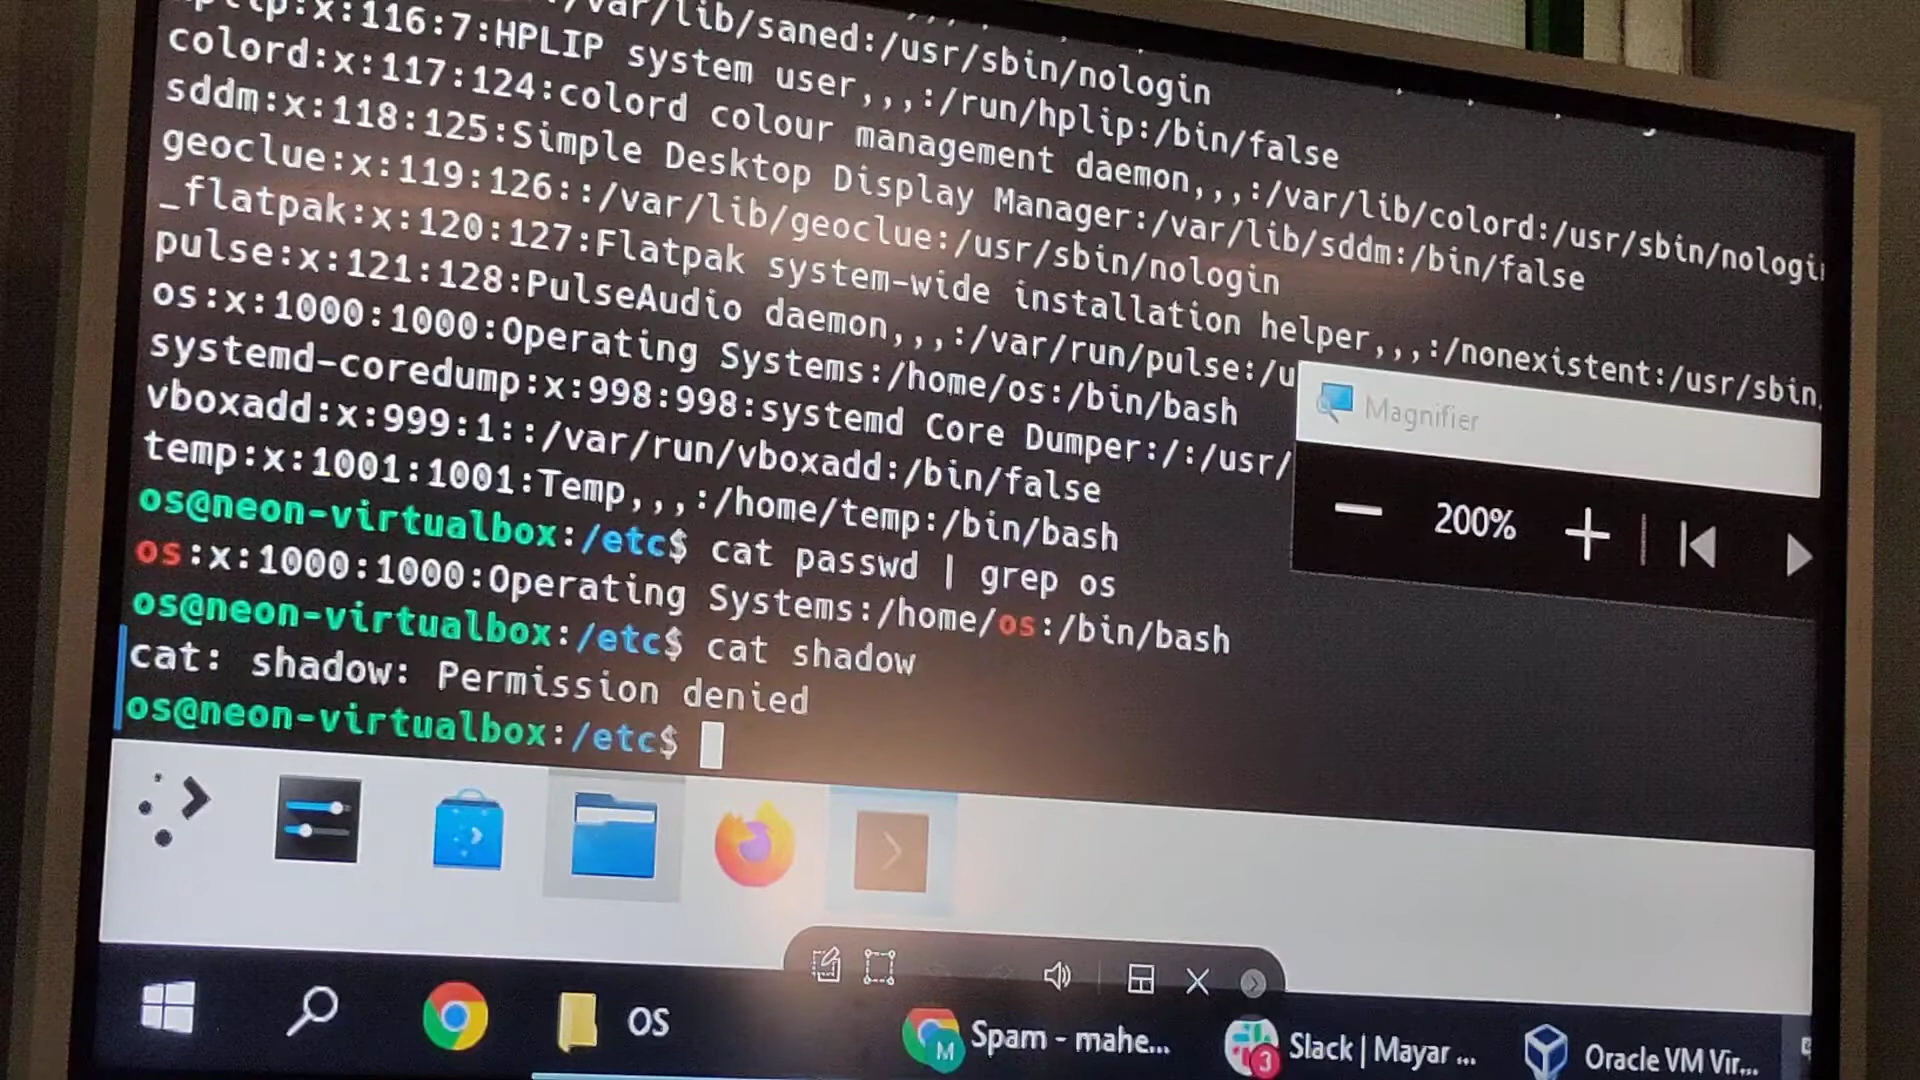 :x:116:7:HPLIP system user,,,:/run/hplip:/bin/false
/var/lib/saned:/usr/sbin/nologin
colord:x:117:124:colord colour management daemon,,,:/var/lib/colord:/usr/sbin/nologi
sddm:x:118:125:Simple Desktop Display Manager:/var/lib/sddm:/bin/false
geoclue:x:119:126::/var/lib/geoclue:/usr/sbin/nologin
_flatpak:x:120:127:Flatpak system-wide installation helper,,,:/nonexistent:/usr/sbin
pulse:x:121:128:PulseAudio daemon,,,:/var/run/pulse:/u
os:x:1000:1000:Operating Systems:/home/os:/bin/bash
systemd-coredump:x:998:998:systemd Core Dumper:/:/usr/
vboxadd:x:999:1::/var/run/vboxadd:/bin/false
temp:x:1001:1001:Temp,,,:/home/temp:/bin/bash
os@neon-virtualbox:/etc$ cat passwd | grep os
os:x:1000:1000:Operating Systems:/home/os:/bin/bash
os@neon-virtualbox:/etc$ cat shadow
cat: shadow: Permission denied
os@neon-virtualbox:/etc$
Magnifier
200%
OS
M
Spam - mahe...
3
Slack | Mayar ...
Oracle VM Vir...